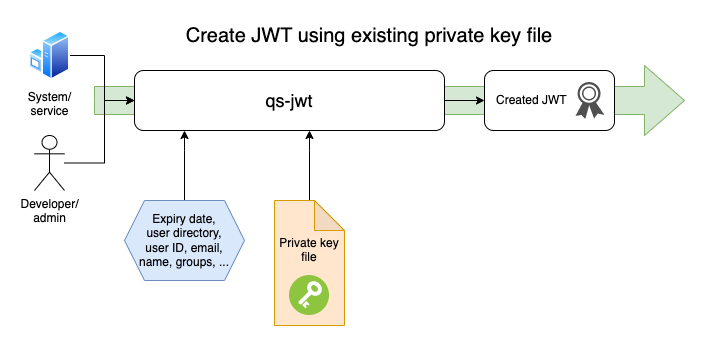 Create JWT using existing private key file
System/
service
qs-jwt
Created JWT
Developer/
admin
Expiry date,
user directory,
user ID, email,
name, groups, ...
Private key
file